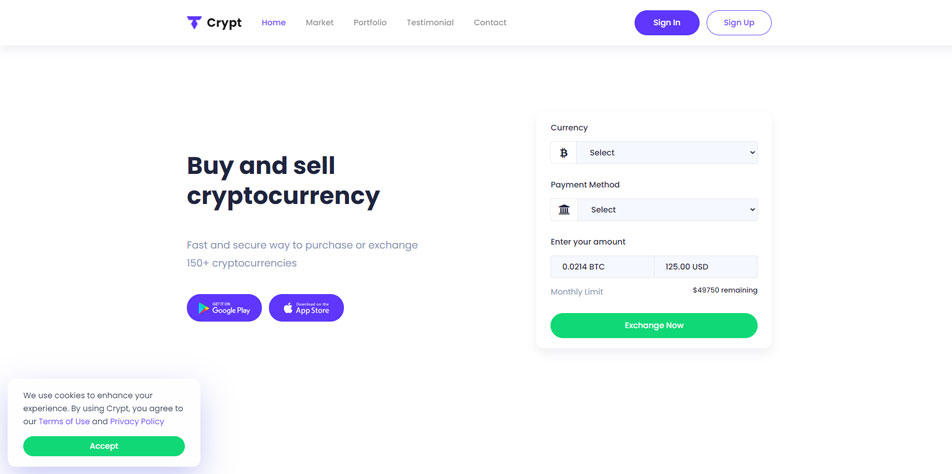 Crypt
Home
Market
Portfolio
Testimonial
Contact
Sign In
Sign Up
Buy and sell
cryptocurrency
Fast and secure way to purchase or exchange
150+ cryptocurrencies
GET IT ON
Google Play
Download on the
App Store
Currency
Select
Payment Method
Select
Enter your amount
0.0214 BTC
125.00 USD
Monthly Limit
$49750 remaining
Exchange Now
We use cookies to enhance your
experience. By using Crypt, you agree to
our Terms of Use and Privacy Policy
Accept